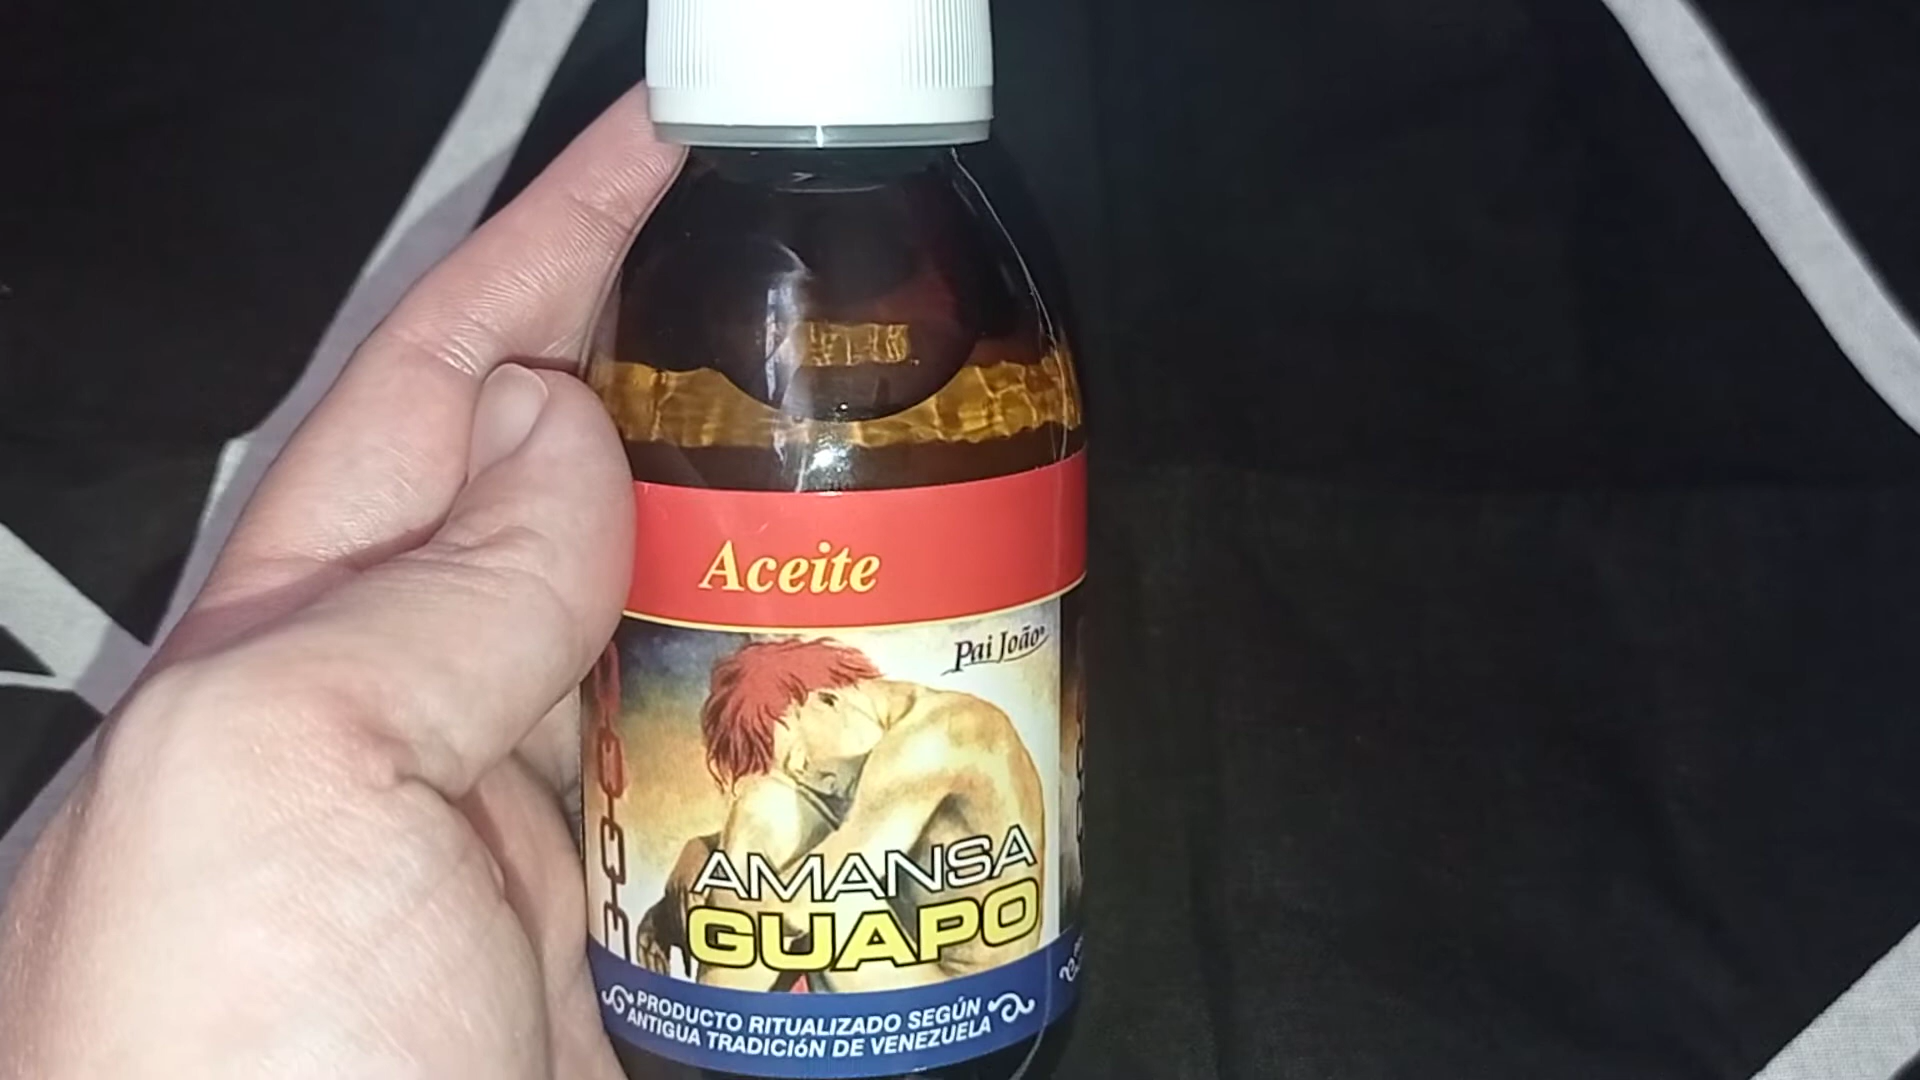 Aceite
Pai João
AMANSA
GUAPO
PRODUCTO RITUALIZADO SEGÚN
ANTIGUA TRADICIóN DE VENEZUELA